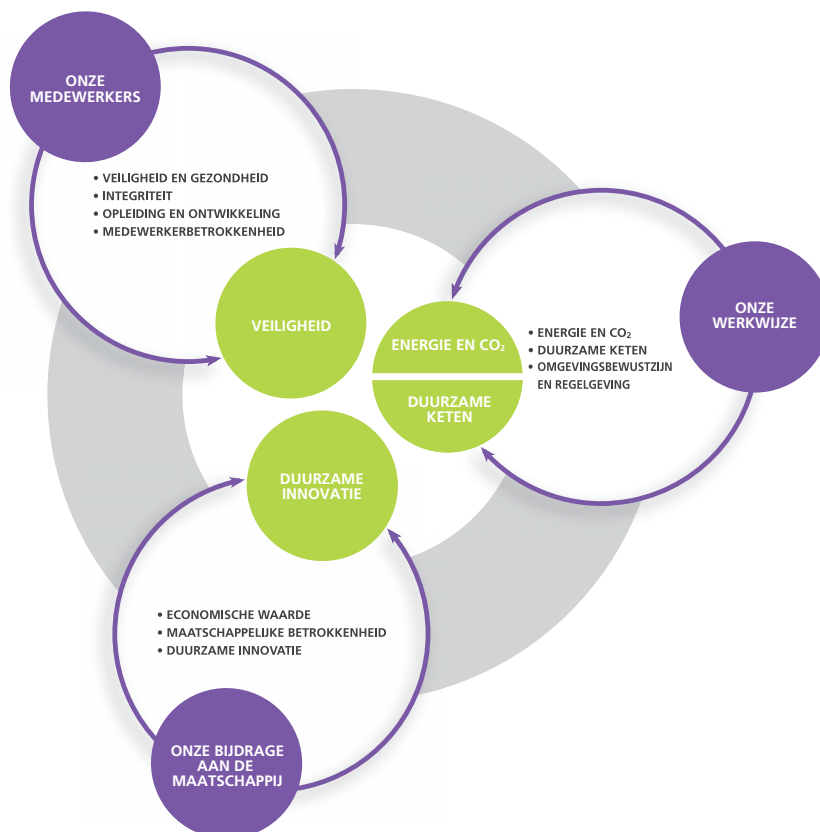 ONZE
MEDEWERKERS
• VEILIGHEID EN GEZONDHEID
• INTEGRITEIT
• OPLEIDING EN ONTWIKKELING
• MEDEWERKERBETROKKENHEID
VEILIGHEID
ENERGIE EN CO₂
DUURZAME
KETEN
• ENERGIE EN CO₂
• DUURZAME KETEN
• OMGEVINGSBEWUSTZIJN
EN REGELGEVING
ONZE
WERKWIJZE
DUURZAME
INNOVATIE
• ECONOMISCHE WAARDE
• MAATSCHAPPELIJKE BETROKKENHEID
• DUURZAME INNOVATIE
ONZE BIJDRAGE
AAN DE
MAATSCHAPPIJ